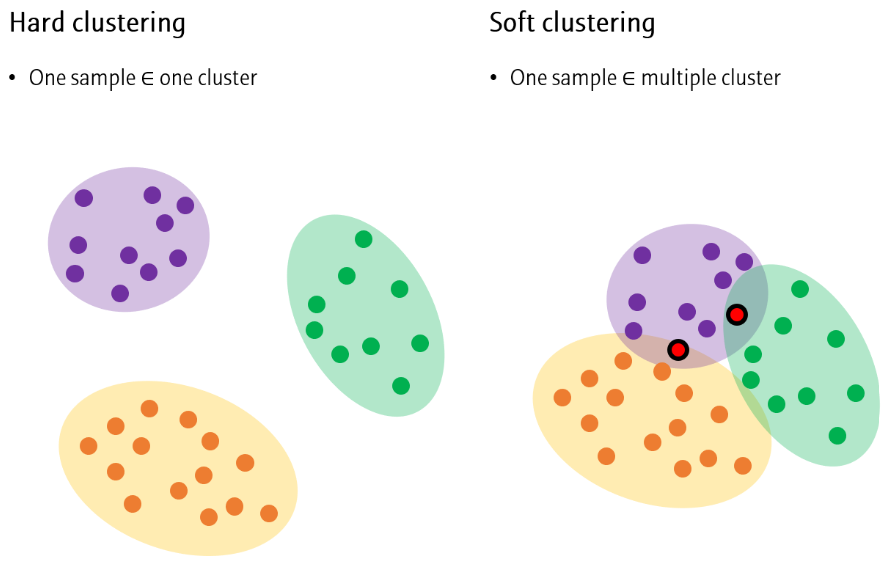 Hard clustering
• One sample ∈ one cluster
Soft clustering
• One sample ∈ multiple cluster